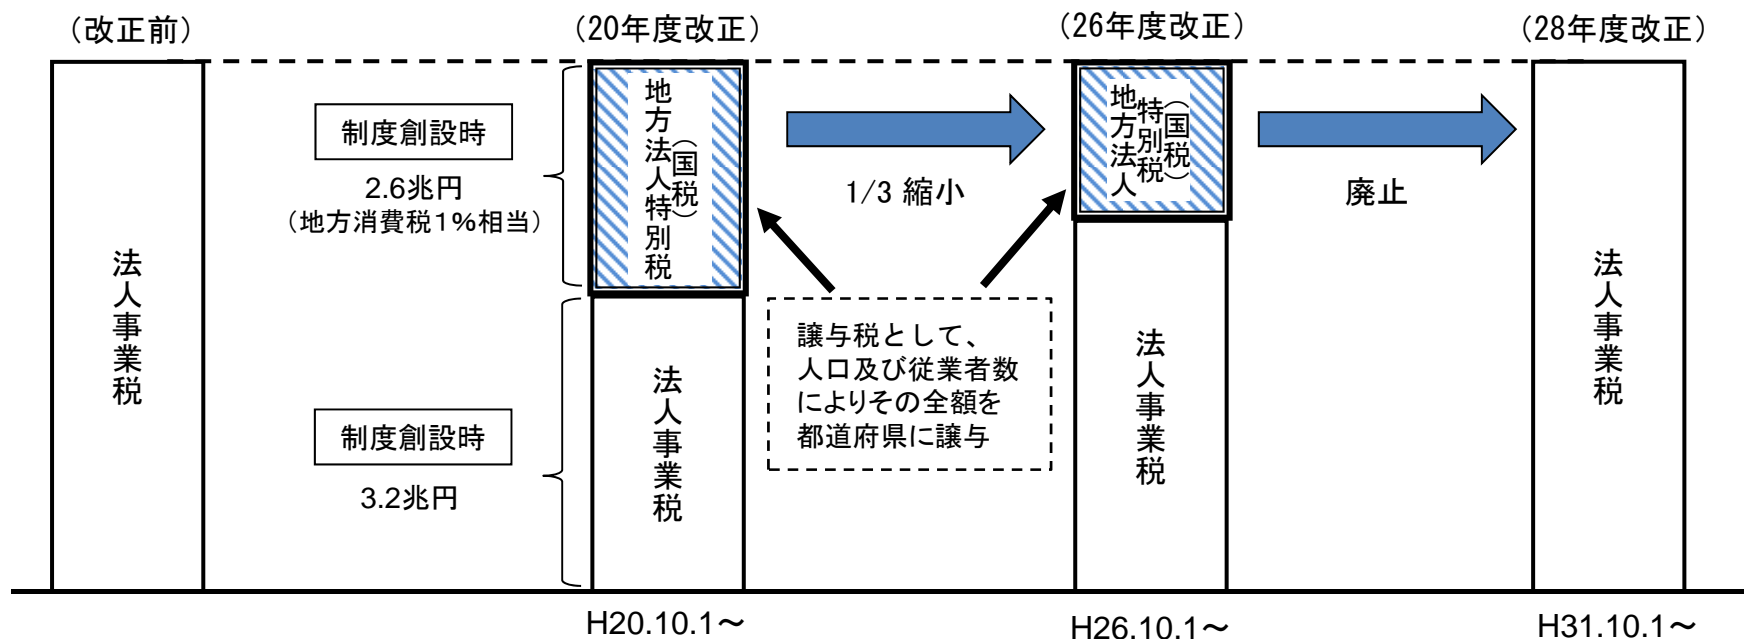 （改正前）
（20年度改正）
（26年度改正）
（28年度改正）
法人事業税
制度創設時
2.6兆円
（地方消費税1％相当）
制度創設時
3.2兆円
地方法人特別税
（国税）
法人事業税
1/3 縮小
譲与税として、
人口及び従業者数
によりその全額を
都道府県に譲与
地方法人
特別税
（国税）
法人事業税
廃止
法人事業税
H20.10.1～
H26.10.1～
H31.10.1～